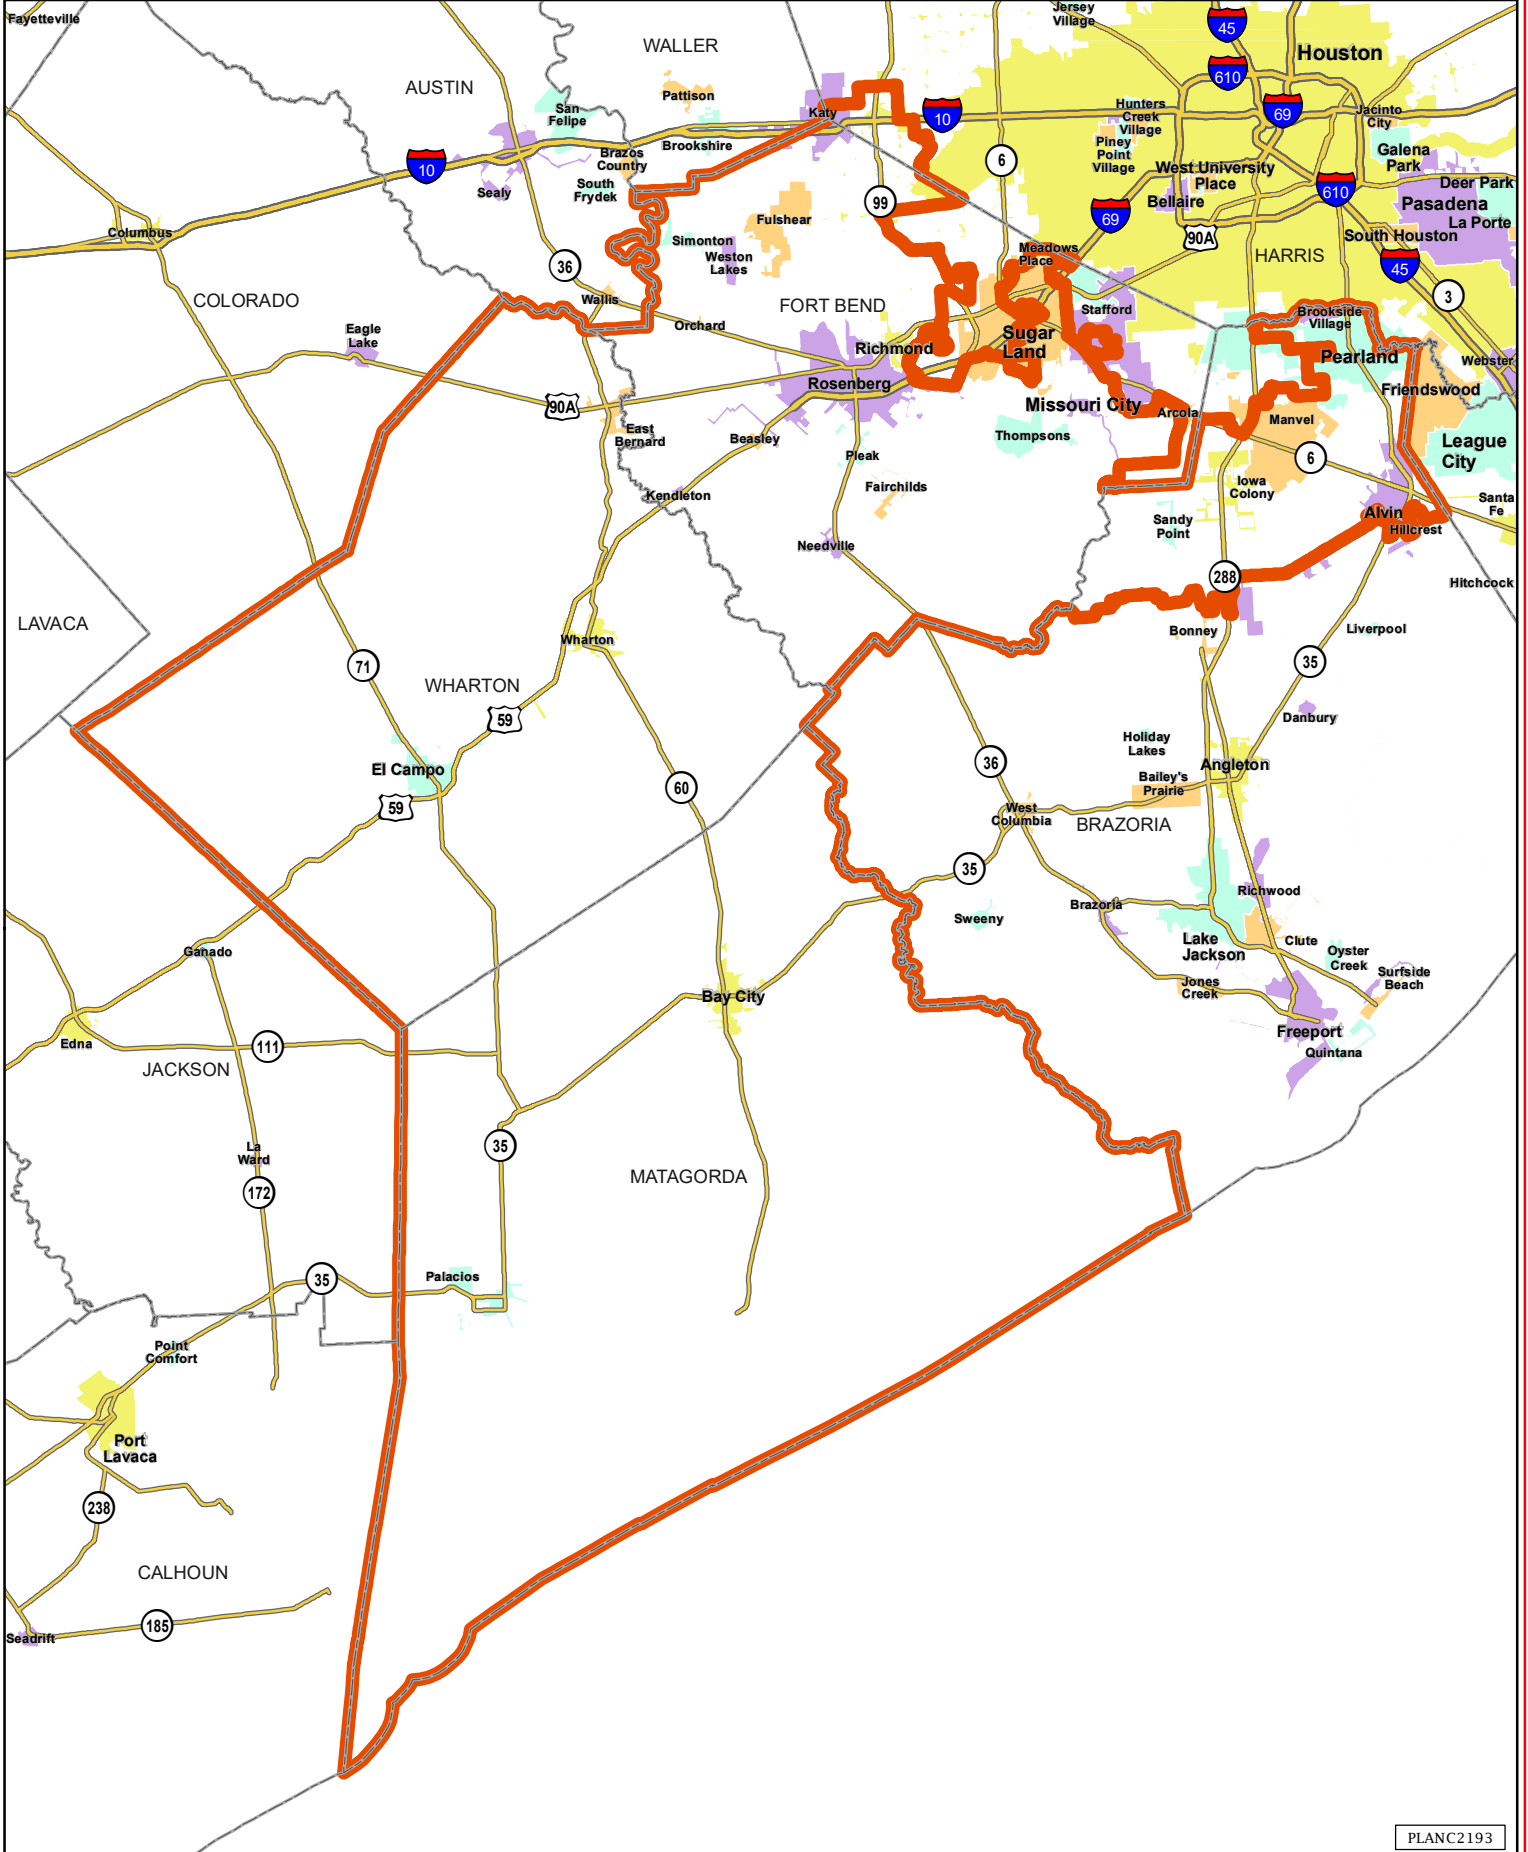 Fayetteville
WALLER
Jersey
Village
45
Houston
AUSTIN
610
Pattison
San
Felipe
Katy
10
Hunters
Creek
Village
69
Jacinto
City
Brookshire
Piney
Point
Village
Galena
Park
10
Brazos
Country
6
West University
Place
610
Deer Park
Sealy
South
Frydek
99
Bellaire
Pasadena
La Porte
Fulshear
69
Columbus
Simonton
90A
South Houston
Weston
Lakes
Meadows
Place
HARRIS
45
36
3
COLORADO
Wallis
FORT BEND
Stafford
Brookside
Village
Orchard
Eagle
Lake
Sugar
Land
Richmond
Pearland
Webster
Rosenberg
Friendswood
90A
Missouri City
Arcola
Manvel
East
Bernard
Beasley
Thompsons
League
City
Pleak
6
Kendleton
Fairchilds
Iowa
Colony
Santa
Fe
Sandy
Point
Alvin
Hillcrest
Needville
288
Hitchcock
LAVACA
Bonney
Liverpool
Wharton
71
35
WHARTON
59
Danbury
Holiday
Lakes
El Campo
36
Angleton
60
Bailey's
Prairie
59
West
Columbia
BRAZORIA
35
Richwood
Brazoria
Sweeny
Lake
Jackson
Clute
Ganado
Oyster
Creek
Surfside
Beach
Bay City
Jones
Creek
Freeport
Edna
111
Quintana
JACKSON
35
La
Ward
MATAGORDA
172
35
Palacios
Point
Comfort
Port
Lavaca
238
CALHOUN
185
Seadrift
PLANC2193